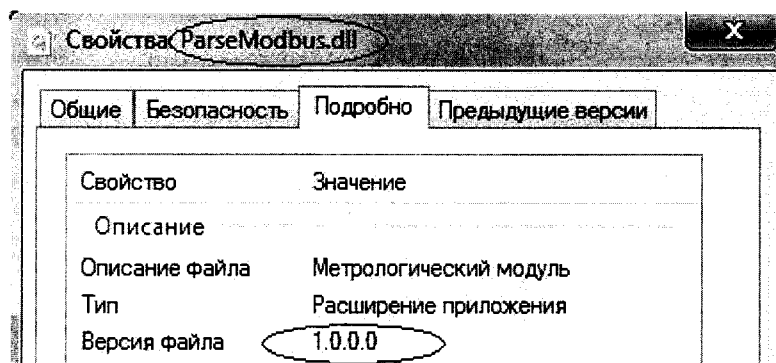 Свойства: ParseModbus.dll
Общие Безопасность Подробно Предыдущие версии
Свойство Значение
Описание
Описание файла Метрологический модуль
Тип Расширение приложения
Версия файла 1.0.0.0